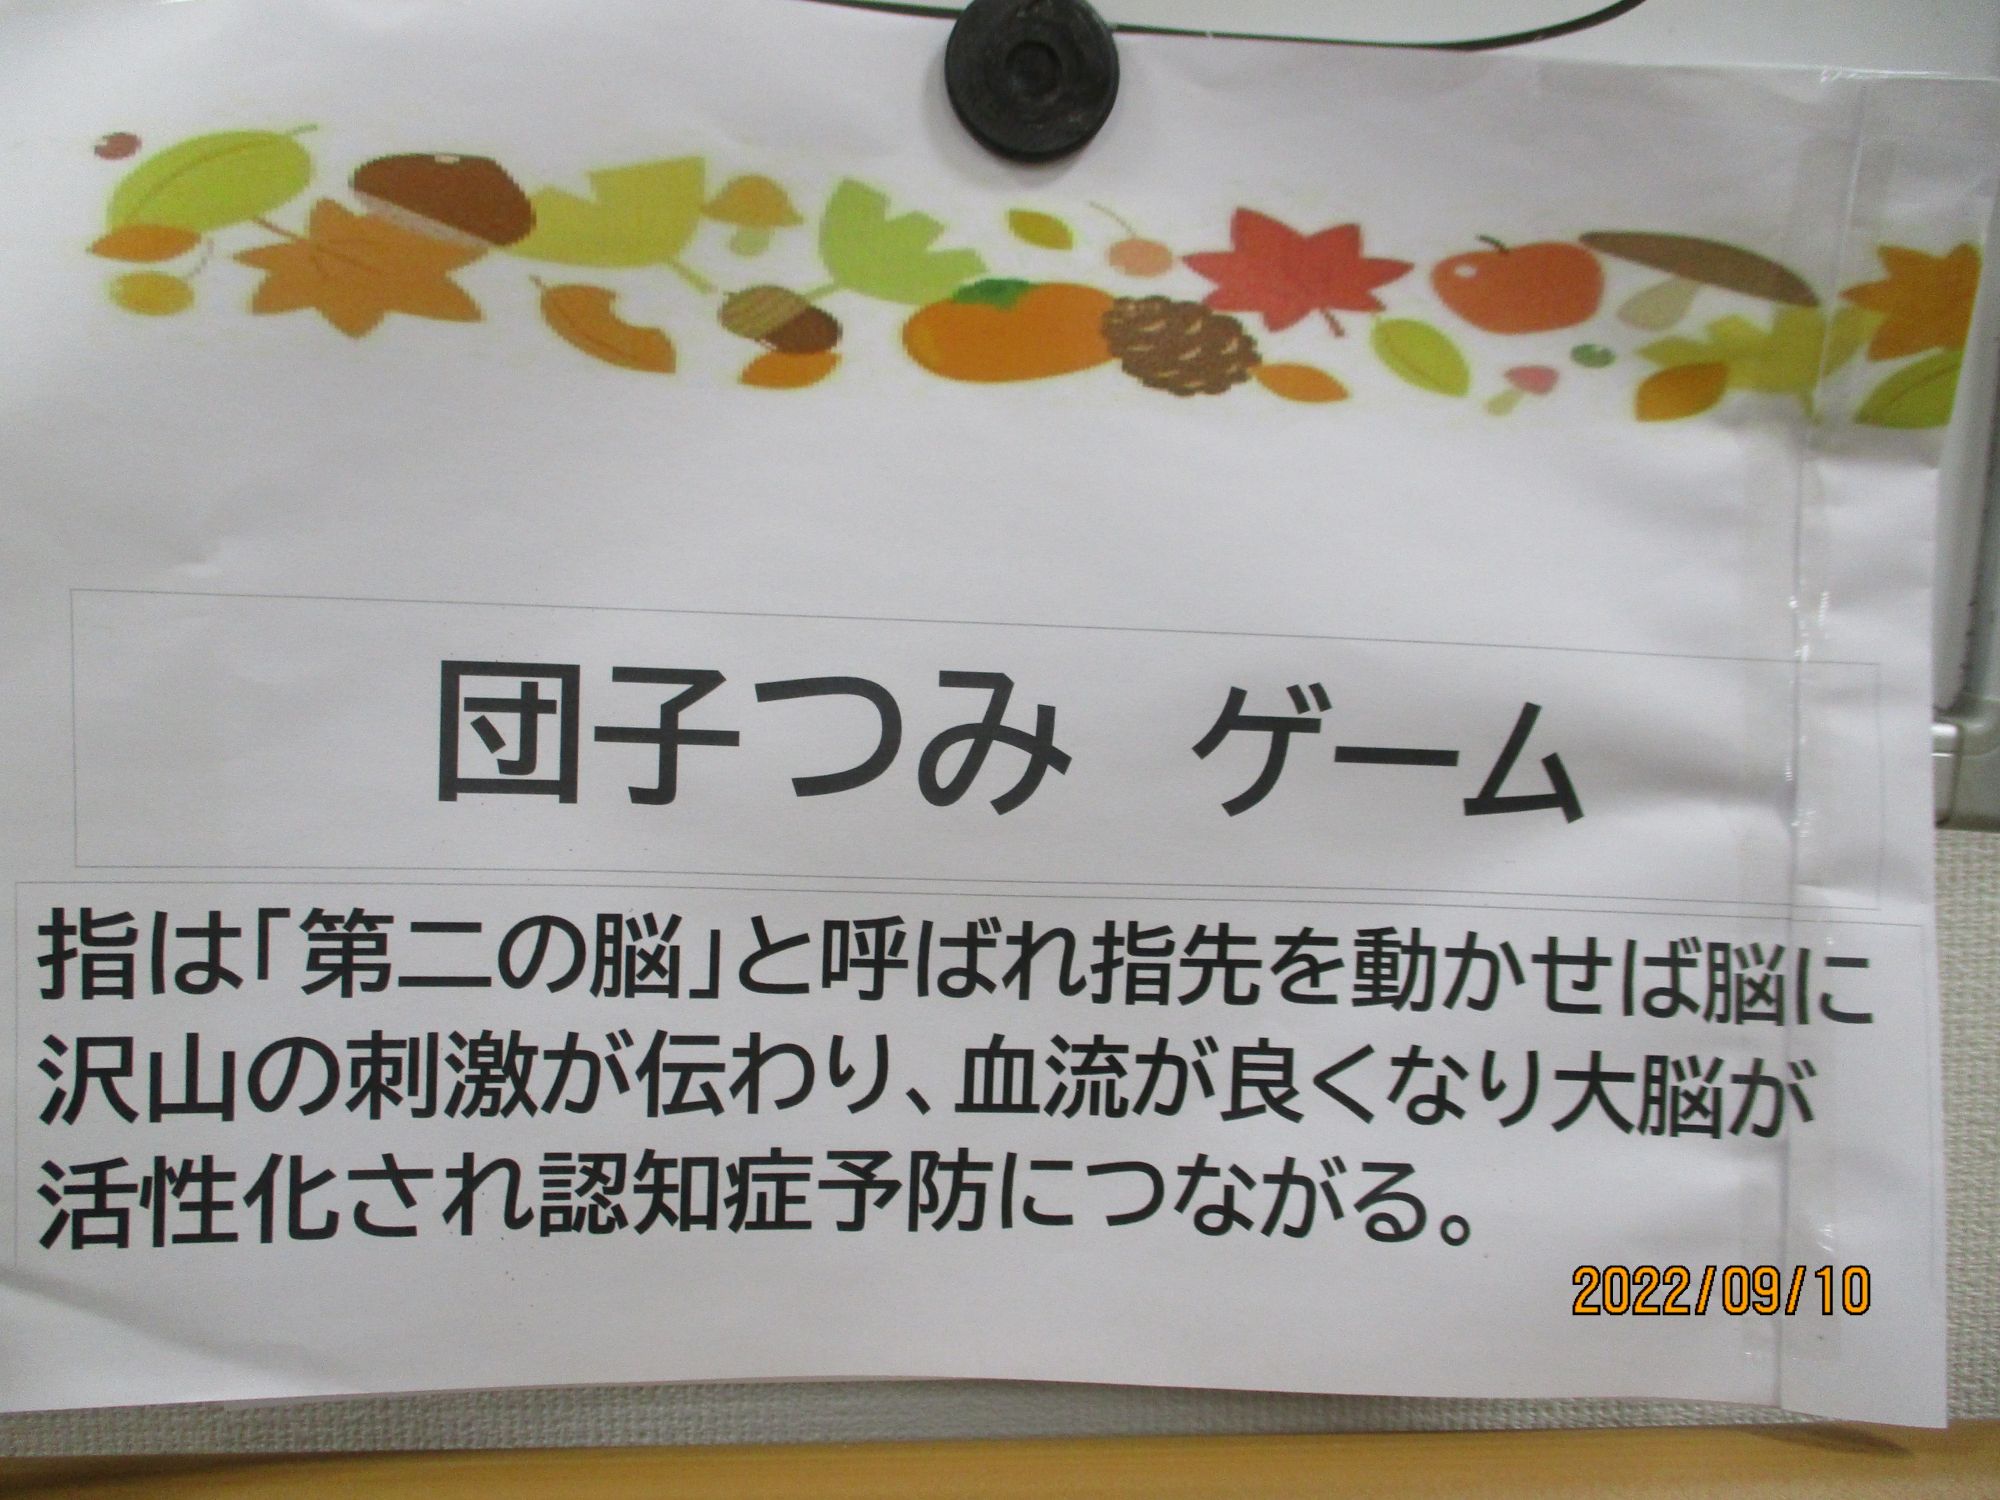 団子つみ　ゲーム
指は「第二の脳」と呼ばれ指先を動かせば脳に
沢山の刺激が伝わり、血流が良くなり大脳が
活性化され認知症予防につながる。
2022/09/10